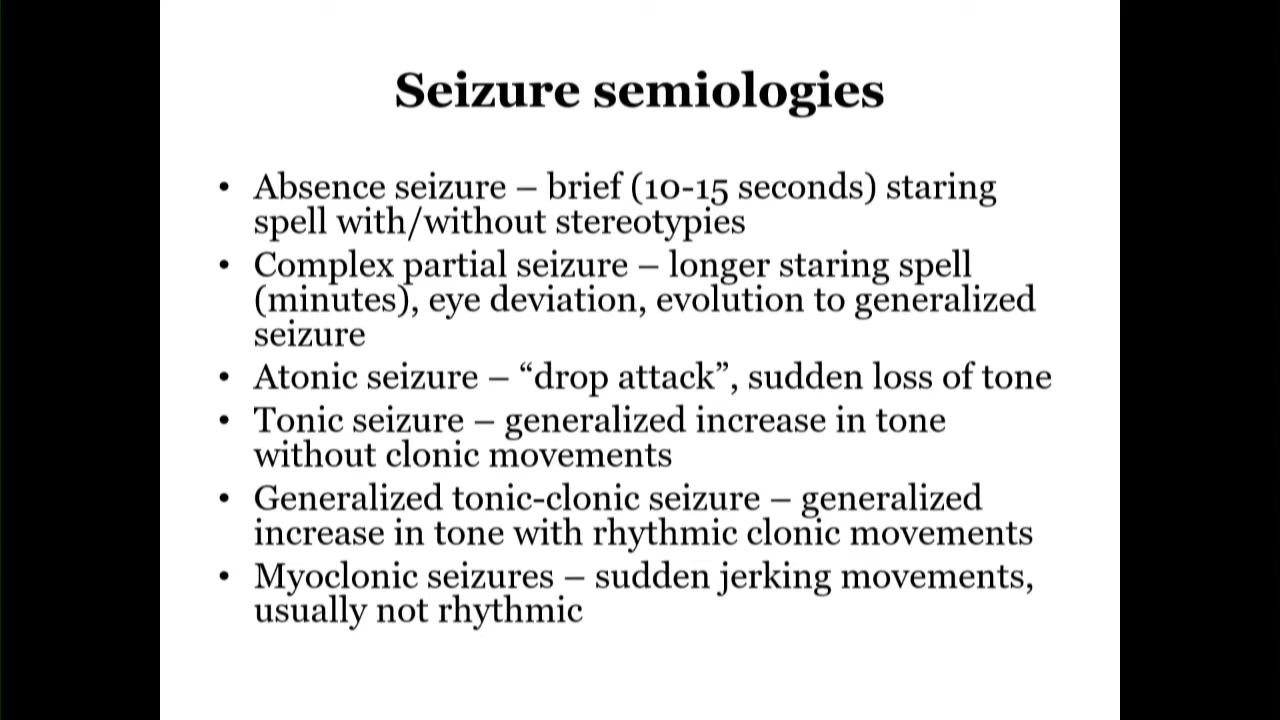 Seizure semiologies
• Absence seizure – brief (10-15 seconds) staring
spell with/without stereotypies
• Complex partial seizure – longer staring spell
(minutes), eye deviation, evolution to generalized
seizure
• Atonic seizure – “drop attack”, sudden loss of tone
• Tonic seizure – generalized increase in tone
without clonic movements
• Generalized tonic-clonic seizure – generalized
increase in tone with rhythmic clonic movements
• Myoclonic seizures – sudden jerking movements,
usually not rhythmic